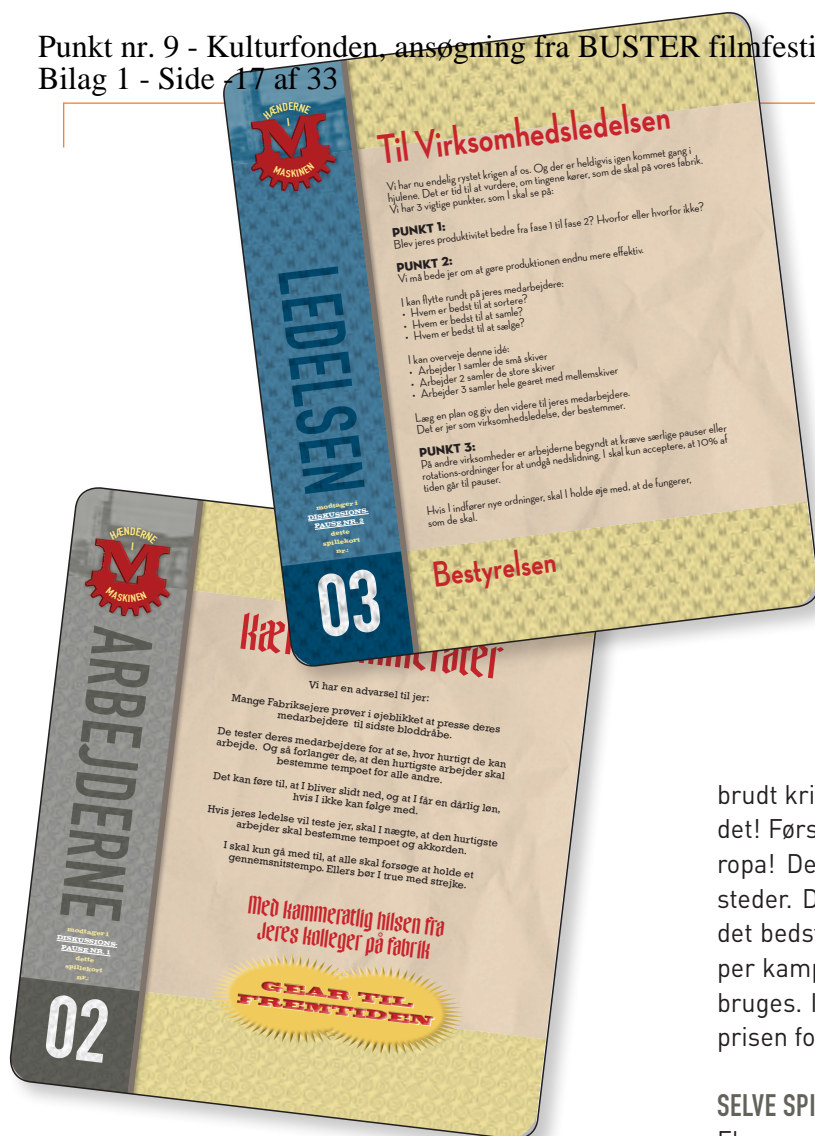 Punkt nr. 9 - Kulturfonden, ansøgning fra BUSTER filmfesti
Bilag 1 - Side -17 af 33
HÆNDERNE
I
M
MASKINEN
LEDELSEN
modtager i
DISKUSSIONS-
PAUSE NR. 2
dette
spillekort
nr.:
03
Til Virksomhedsledelsen
Vi har nu endelig rystet krigen af os. Og der er heldigvis igen kommet gang i
hjulene. Det er tid til at vurdere, om tingene kører, som de skal på vores fabrik.
Vi har 3 vigtige punkter, som I skal se på:
PUNKT 1:
Blev jeres produktivitet bedre fra fase 1 til fase 2? Hvorfor eller hvorfor ikke?
PUNKT 2:
Vi må bede jer om at gøre produktionen endnu mere effektiv.
I kan flytte rundt på jeres medarbejdere:
• Hvem er bedst til at sortere?
• Hvem er bedst til at samle?
• Hvem er bedst til at sælge?
I kan overveje denne idé:
• Arbejder 1 samler de små skiver
• Arbejder 2 samler de store skiver
• Arbejder 3 samler hele gearet med mellemskiver
Læg en plan og giv den videre til jeres medarbejdere.
Det er jer som virksomhedsledelse, der bestemmer.
PUNKT 3:
På andre virksomheder er arbejderne begyndt at kræve særlige pauser eller
rotations-ordninger for at undgå nedslidning. I skal kun acceptere, at 10% af
tiden går til pauser.
Hvis I indfører nye ordninger, skal I holde øje med, at de fungerer,
som de skal.
Bestyrelsen
HÆNDERNE
I
M
MASKINEN
ARBEJDERNE
modtager i
DISKUSSIONS-
PAUSE NR. 1
dette
spillekort
nr.:
02
Vi har en advarsel til jer:
Mange Fabriksejere prøver i øjeblikket at presse deres
medarbejdere til sidste bloddråbe.
De tester deres medarbejdere for at se, hvor hurtigt de kan
arbejde. Og så forlanger de, at den hurtigste arbejder skal
bestemme tempoet for alle andre.
Det kan føre til, at I bliver slidt ned, og at I får en dårlig løn,
hvis I ikke kan følge med.
Hvis jeres ledelse vil teste jer, skal I nægte, at den hurtigste
arbejder skal bestemme tempoet og akkorden.
I skal kun gå med til, at alle skal forsøge at holde et
gennemsnitstempo. Ellers bør I true med strejke.
Med kammeratlig hilsen fra
Jeres kolleger på fabrik
GEAR TIL
FREMTIDEN
brudt kri
det! Førs
ropa! De
steder. D
det beds
per kamp
bruges. I
prisen fo
SELVE SPI